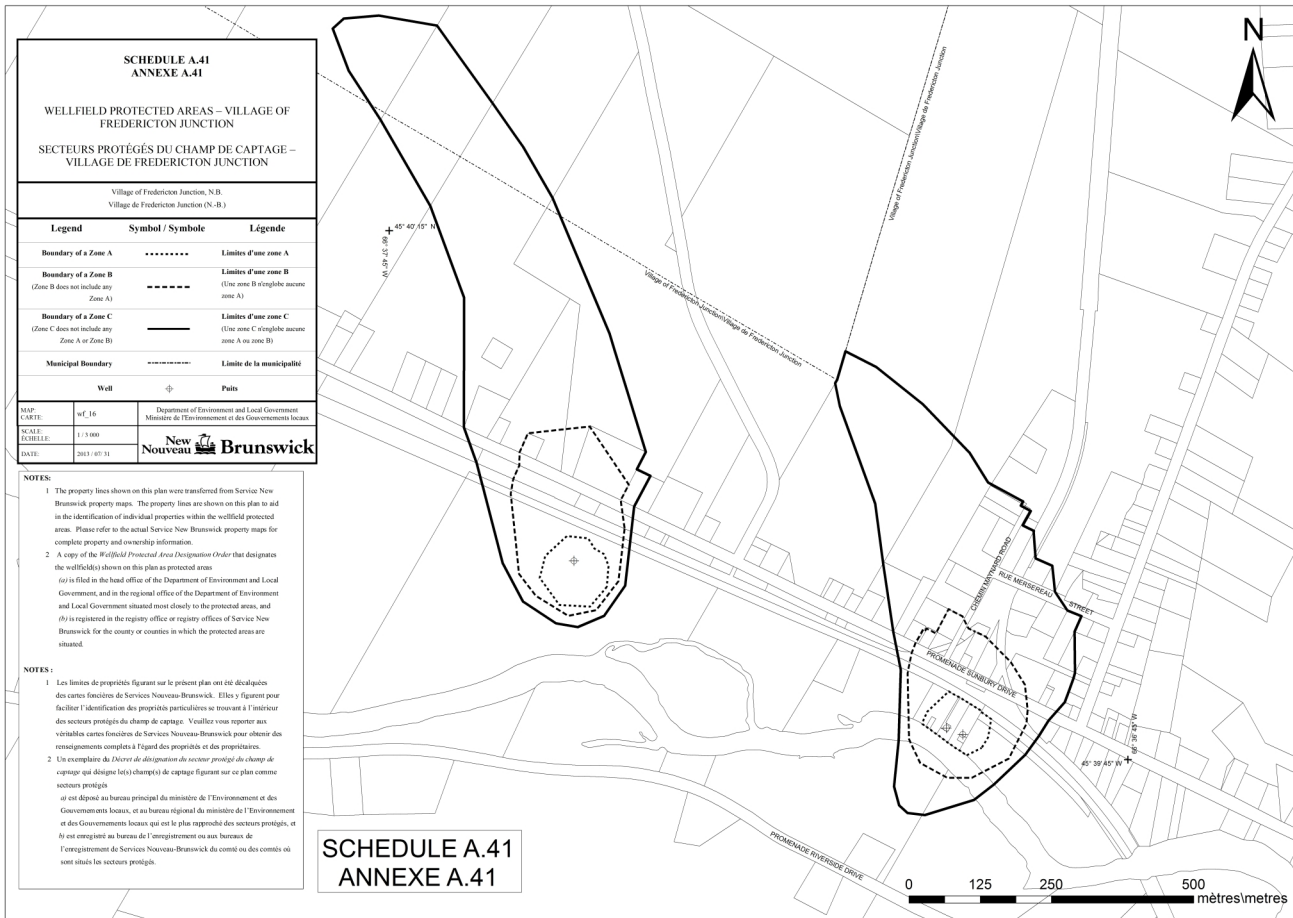 SCHEDULE A.41
ANNEXE A.41
WELLFIELD PROTECTED AREAS – VILLAGE OF
FREDERICTON JUNCTION
SECTEURS PROTÉGÉS DU CHAMP DE CAPTAGE –
VILLAGE DE FREDERICTON JUNCTION
Village of Fredericton Junction, N.B.
Village de Fredericton Junction (N.-B.)
Legend Symbol / Symbole Légende
Boundary of a Zone A Limites d'une zone A
Boundary of a Zone B Limites d'une zone B
(Zone B does not include any (Une zone B n'englobe aucune
Zone A) zone A)
Boundary of a Zone C Limites d'une zone C
(Zone C does not include any (Une zone C n'englobe aucune
Zone A or Zone B) zone A ou zone B)
Municipal Boundary Limite de la municipalité
Well Puits
MAP: wf_16 Department of Environment and Local Government
CARTE: Ministère de l'Environnement et des Gouvernements locaux
SCALE: 1 / 3 000
ÉCHELLE:
DATE: 2013 / 07/ 31
New Nouveau Brunswick
NOTES:
1 The property lines shown on this plan were transferred from Service New
Brunswick property maps. The property lines are shown on this plan to aid
in the identification of individual properties within the wellfield protected
areas. Please refer to the actual Service New Brunswick property maps for
complete property and ownership information.
2 A copy of the Wellfield Protected Area Designation Order that designates
the wellfield(s) shown on this plan as protected areas
(a) is filed in the head office of the Department of Environment and Local
Government, and in the regional office of the Department of Environment
and Local Government situated most closely to the protected areas, and
(b) is registered in the registry office or registry offices of Service New
Brunswick for the county or counties in which the protected areas are
situated.
NOTES :
1 Les limites de propriétés figurant sur le présent plan ont été décalquées
des cartes foncières de Services Nouveau-Brunswick. Elles y figurent pour
faciliter l'identification des propriétés particulières se trouvant à l'intérieur
des secteurs protégés du champ de captage. Veuillez vous reporter aux
véritables cartes foncières de Services Nouveau-Brunswick pour obtenir des
renseignements complets à l'égard des propriétés et des propriétaires.
2 Un exemplaire du Décret de désignation du secteur protégé du champ de
captage qui désigne le(s) champ(s) de captage figurant sur ce plan comme
secteurs protégés
a) est déposé au bureau principal du ministère de l'Environnement et des
Gouvernements locaux, et au bureau régional du ministère de l'Environnement
et des Gouvernements locaux qui est le plus rapproché des secteurs protégés, et
b) est enregistré au bureau de l'enregistrement ou aux bureaux de
l'enregistrement de Services Nouveau-Brunswick du comté ou des comtés où
sont situés les secteurs protégés.
SCHEDULE A.41
ANNEXE A.41
N
45° 40' 15" N
66° 37' 45" W
Village of Fredericton Junction\Village de Fredericton Junction
Village of Fredericton Junction\Village de Fredericton Junction
CHEMIN MAYNARD ROAD
RUE MERSEREAU STREET
PROMENADE SUNBURY DRIVE
66° 36' 45" W
45° 39' 45" W
PROMENADE RIVERSIDE DRIVE
0 125 250 500
mètres\metres